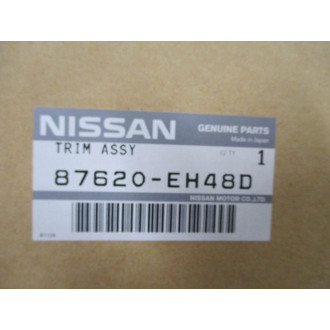 NISSAN
GENUINE PARTS
Made in Japan
TRIM ASSY
Q'TY
1
87620-EH48D
NISSAN MOTOR CO.,LTD.